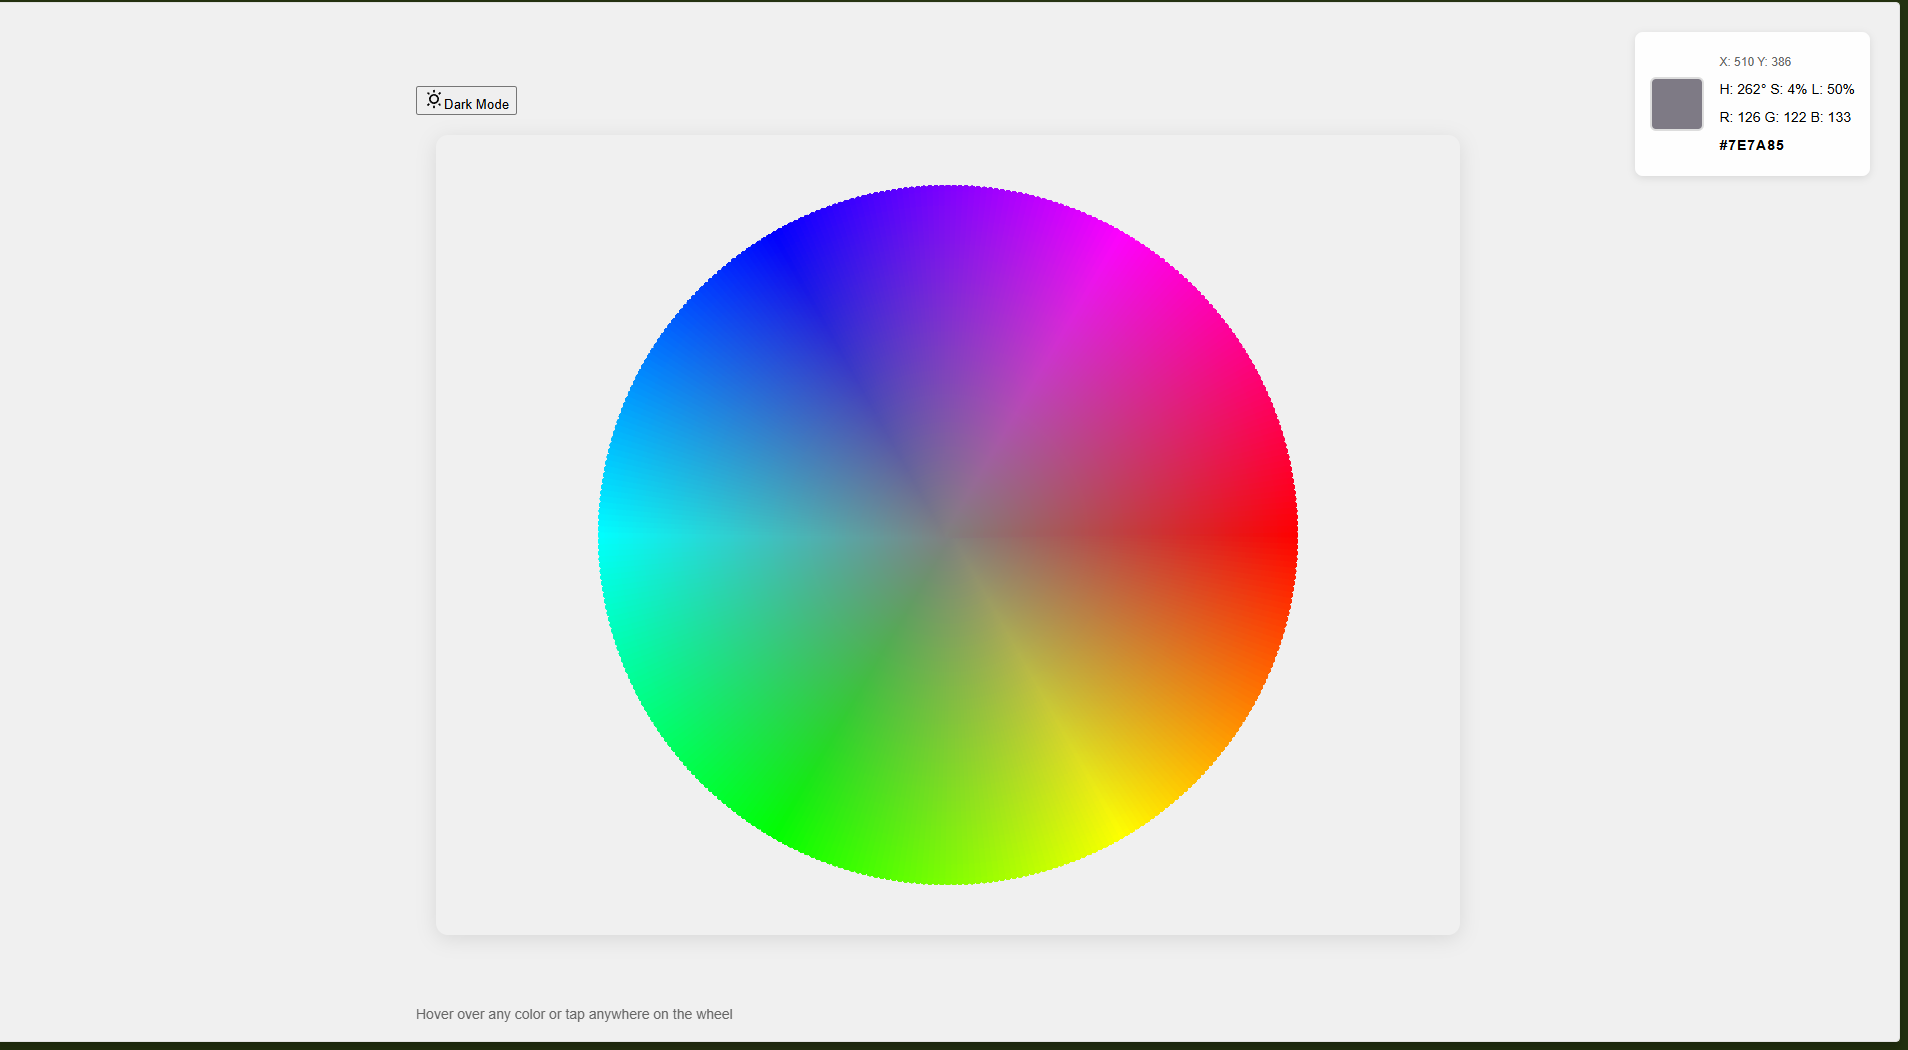 Dark Mode
X: 510 Y: 386
H: 262° S: 4% L: 50%
R: 126 G: 122 B: 133
#7E7A85
Hover over any color or tap anywhere on the wheel